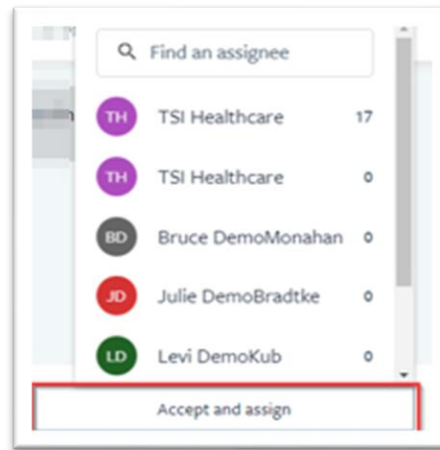 Find an assignee
TH TSI Healthcare 17
TH TSI Healthcare 0
BD Bruce DemoMonahan 0
JD Julie DemoBradtke 0
LD Levi DemoKub 0
Accept and assign